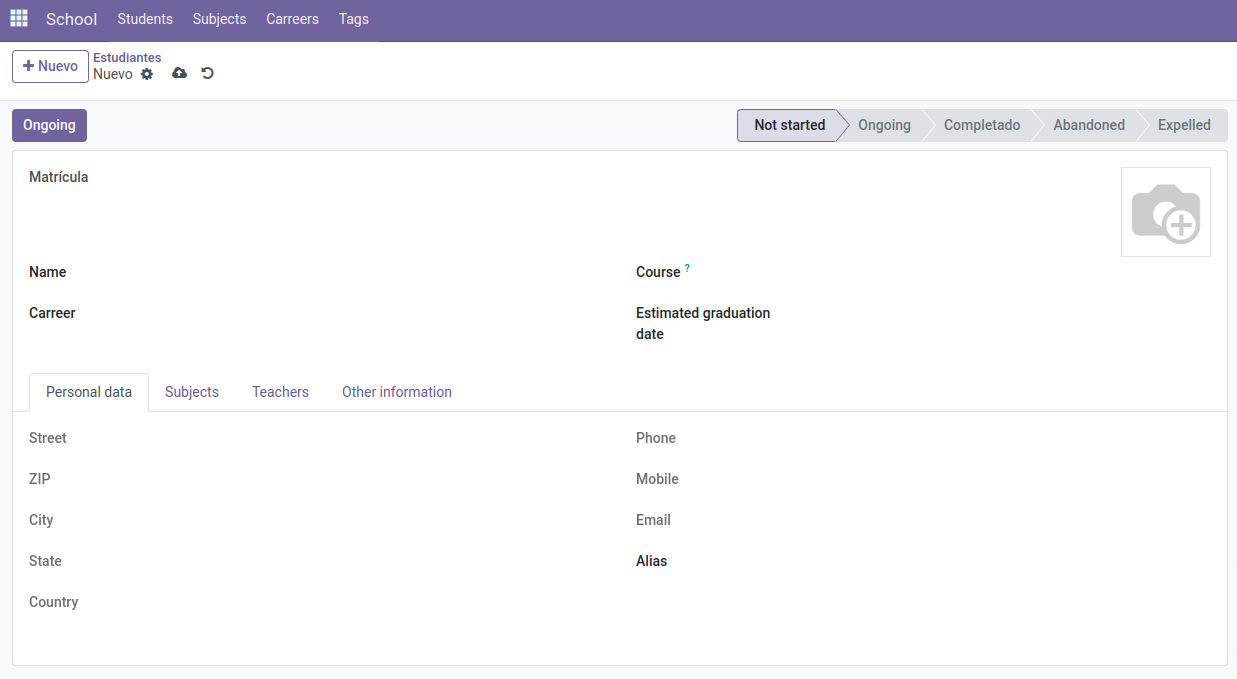 School Students Subjects Carreers Tags
Nuevo
Estudiantes
Nuevo
Ongoing
Not started Ongoing Completado Abandoned Expelled
Matrícula
Name
Course ?
Carreer
Estimated graduation
date
Personal data Subjects Teachers Other information
Street
Phone
ZIP
Mobile
City
Email
State
Alias
Country